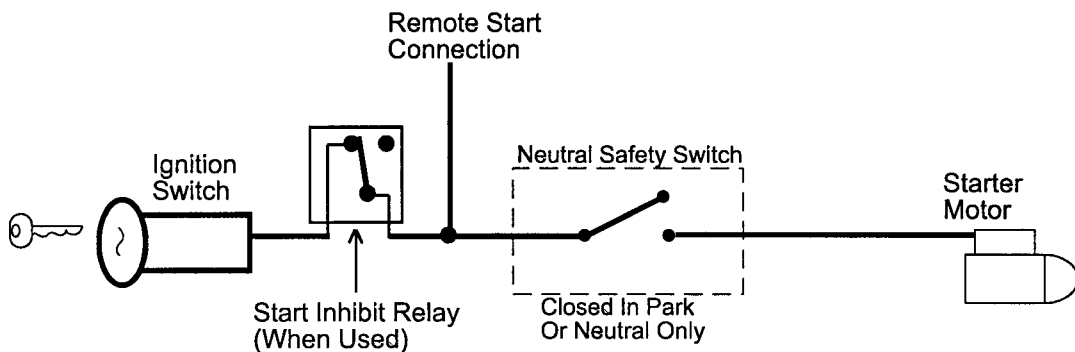 Remote Start
Connection
Ignition
Switch
Neutral Safety Switch
Starter
Motor
Start Inhibit Relay
(When Used)
Closed In Park
Or Neutral Only